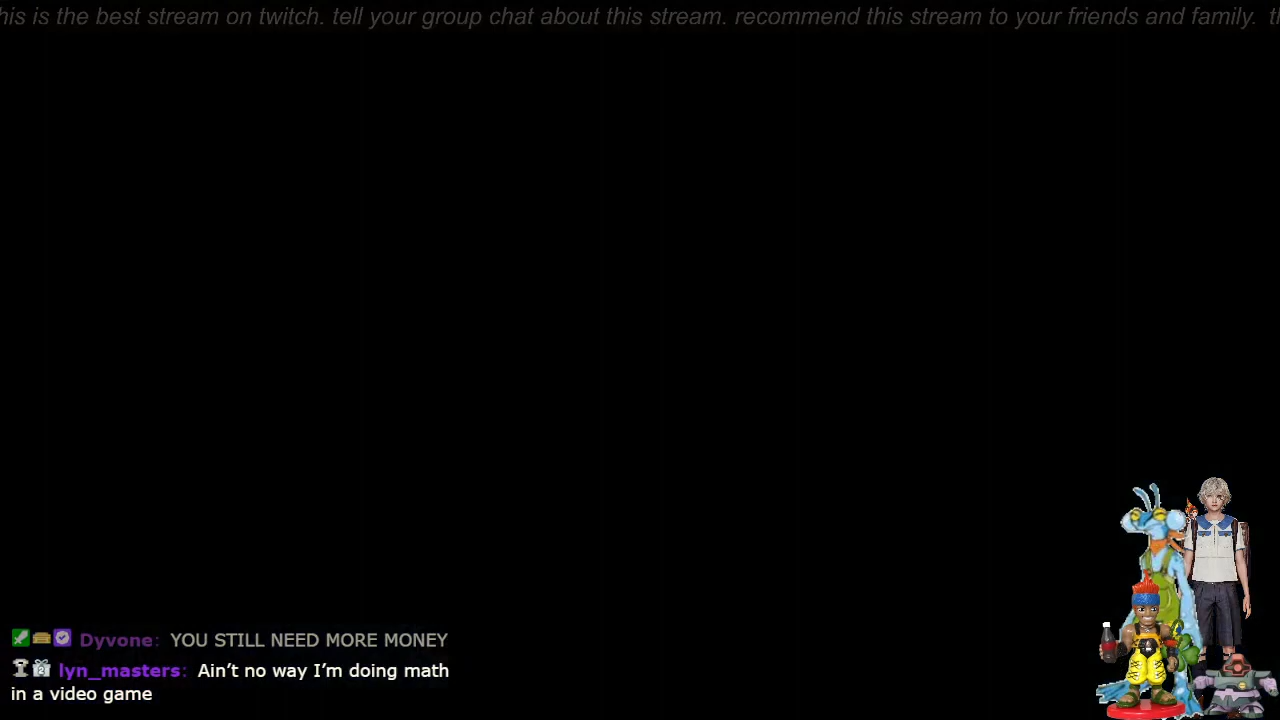 his is the best stream on twitch. tell your group chat about this stream. recommend this stream to your friends and family. th
Dyvone: YOU STILL NEED MORE MONEY
lyn_masters: Ain’t no way I’m doing math
in a video game